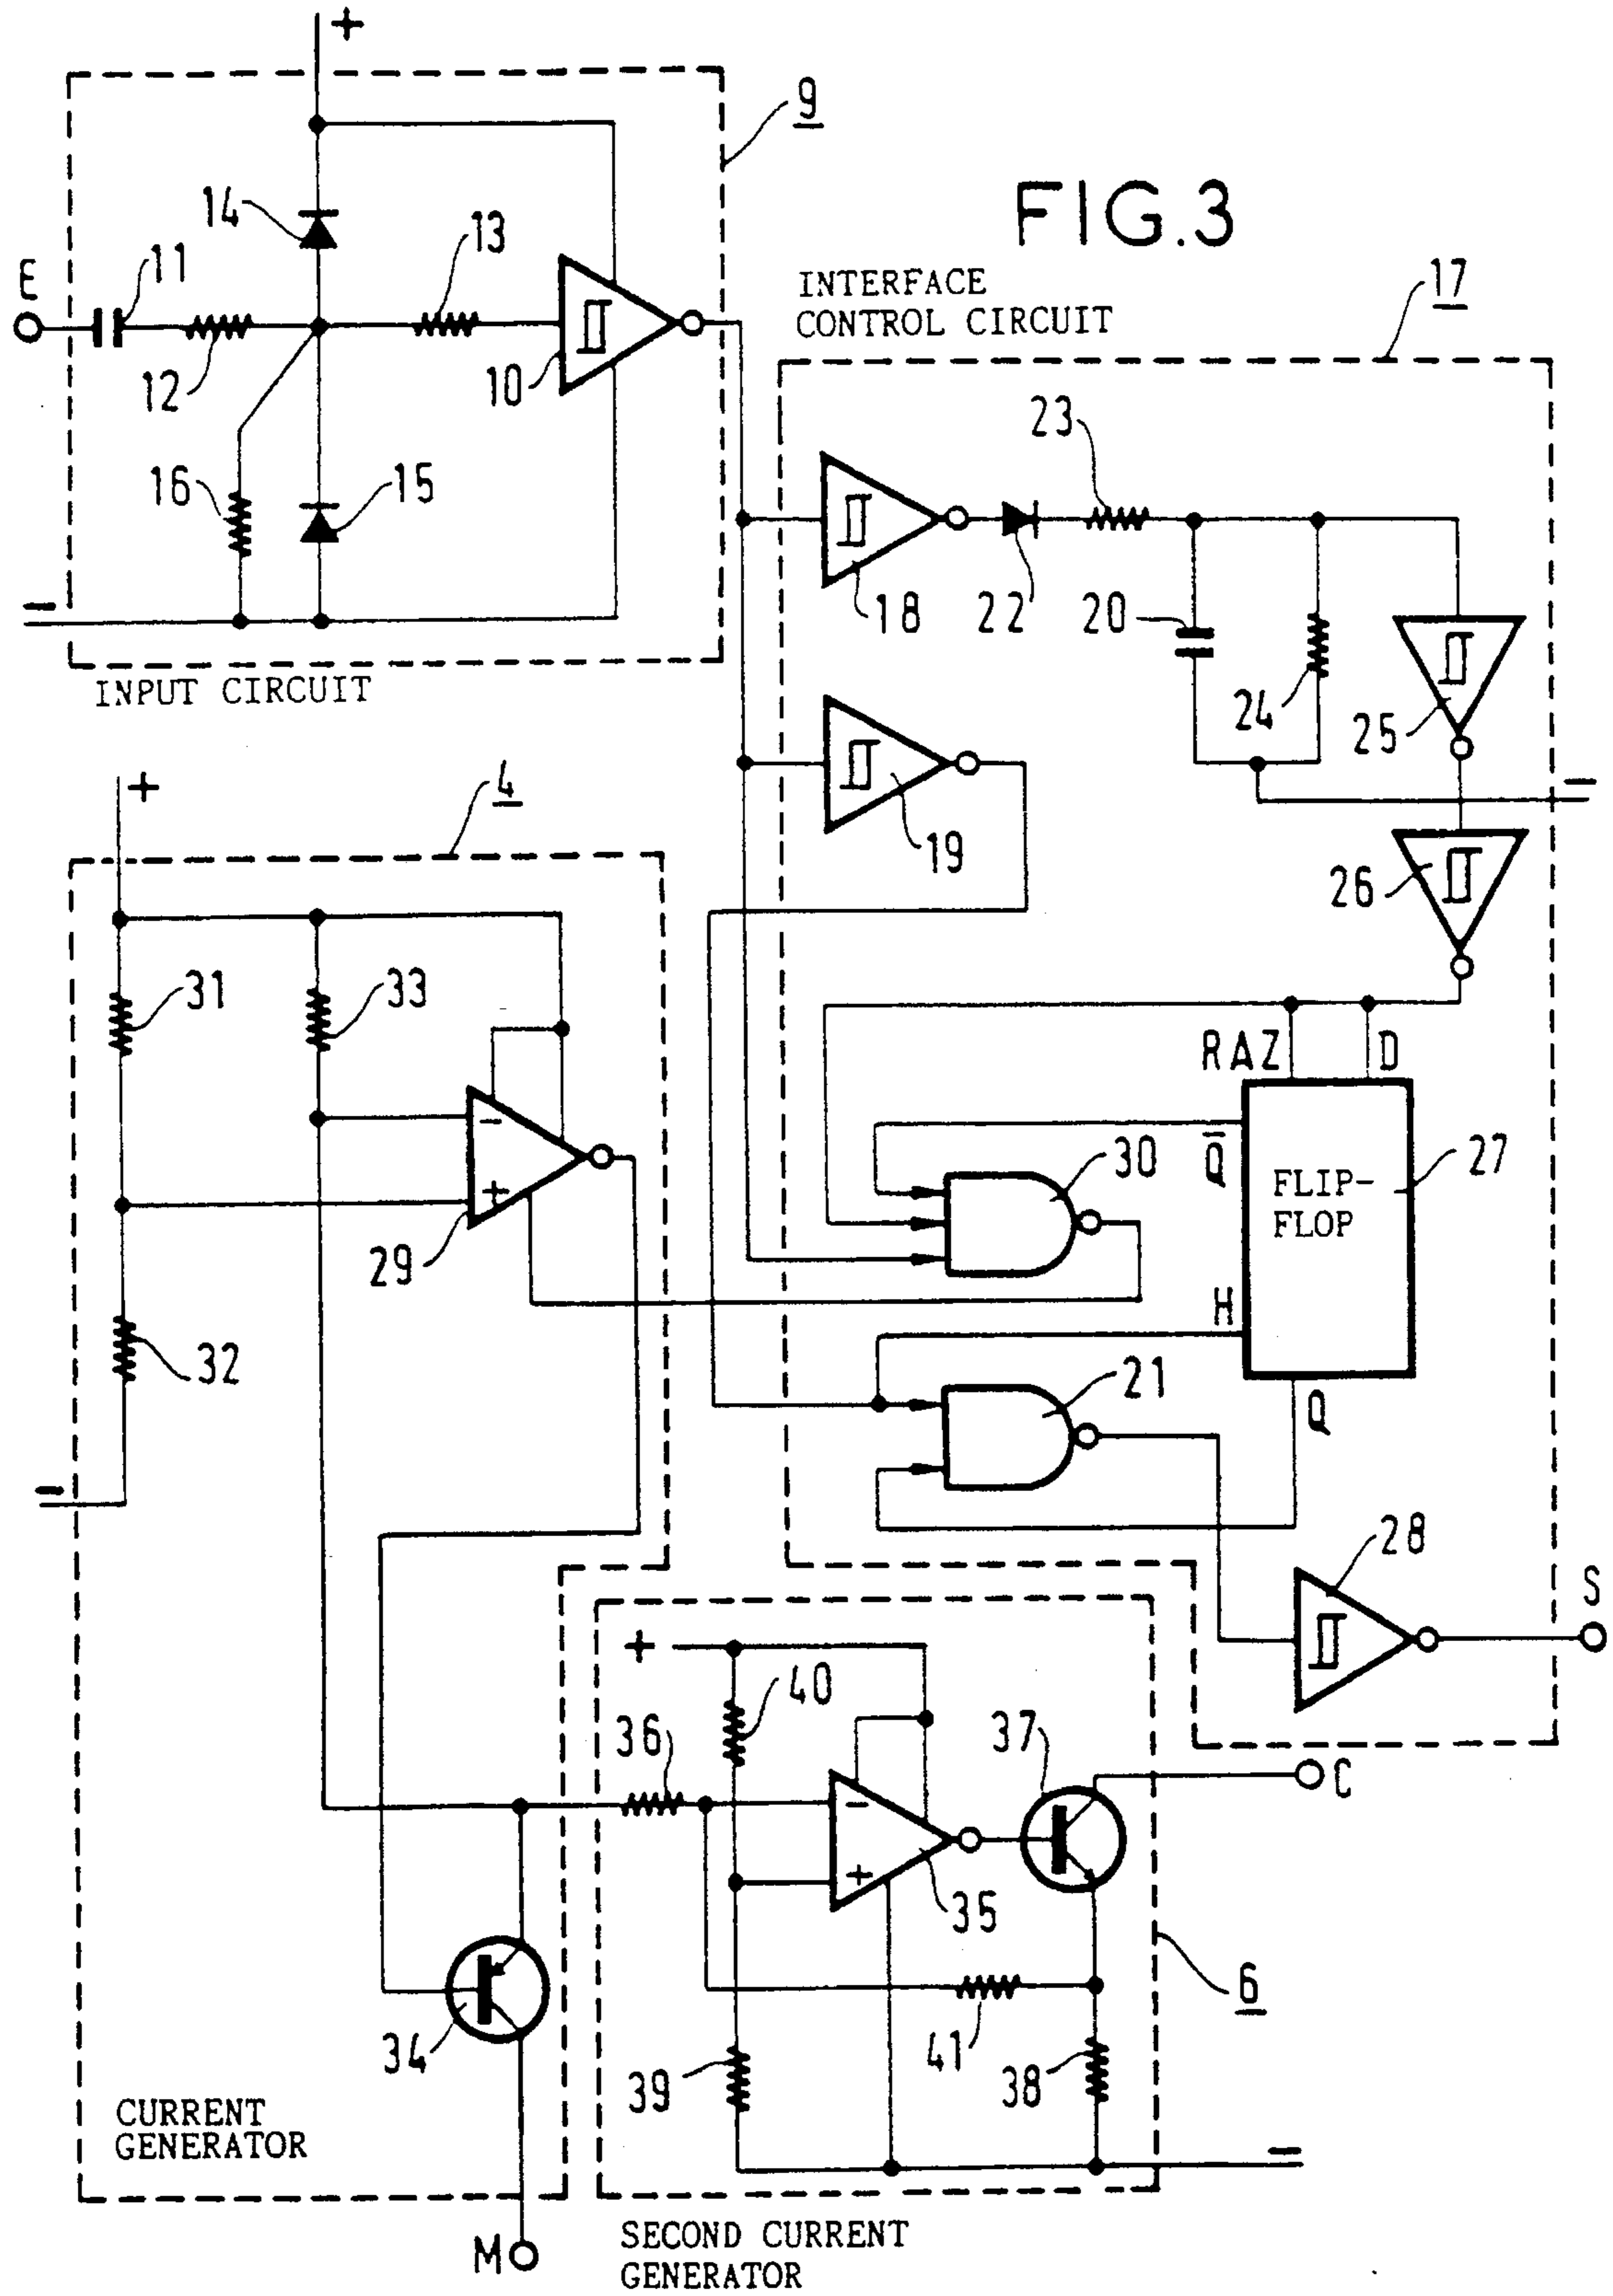 +
9
14
FIG.3
E
11
13
INTERFACE
CONTROL CIRCUIT
17
12
10
23
16
15
18
22
20
24
25
−
INPUT CIRCUIT
+
4
19
−
26
31
33
RAZ
D
−
+
29
30
Q̅
FLIP-
FLOP
27
H
32
21
Q
−
28
S
+
40
36
37
C
−
+
35
34
41
6
39
38
CURRENT
GENERATOR
−
M
SECOND CURRENT
GENERATOR